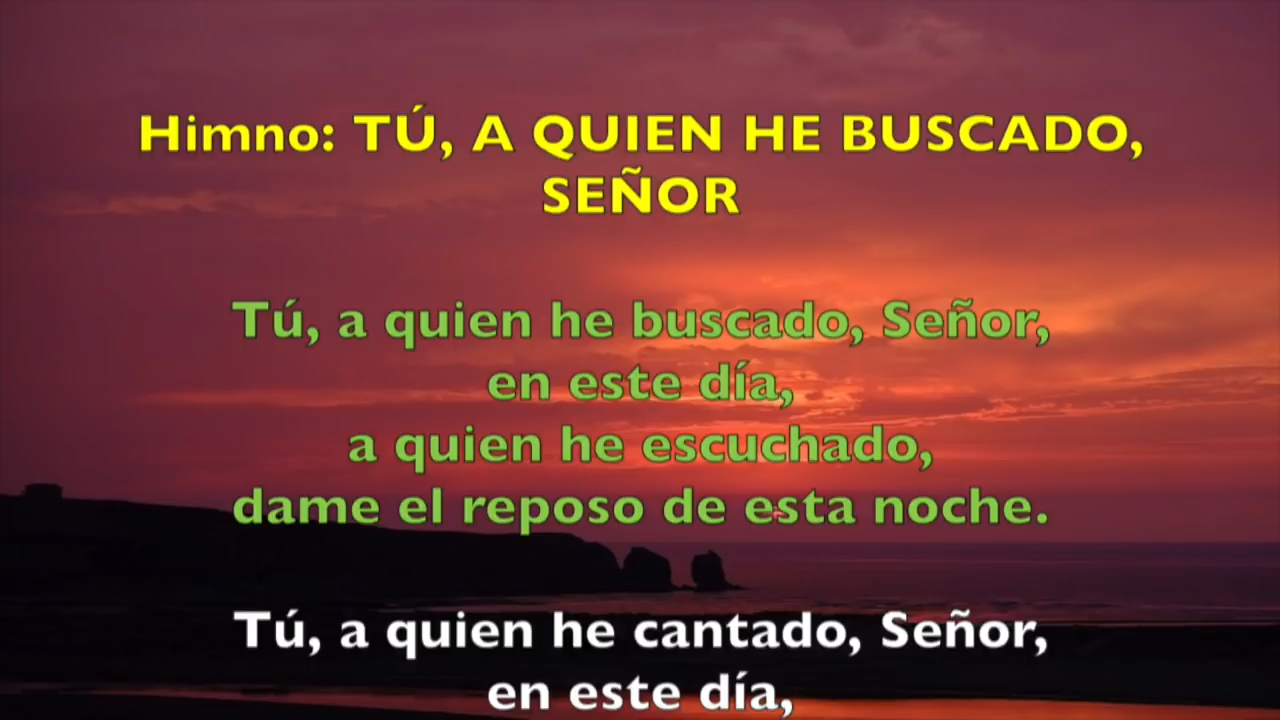 Himno: TÚ, A QUIEN HE BUSCADO,
SEÑOR
Tú, a quien he buscado, Señor,
en este día,
a quien he escuchado,
dame el reposo de esta noche.
Tú, a quien he cantado, Señor,
en este día,